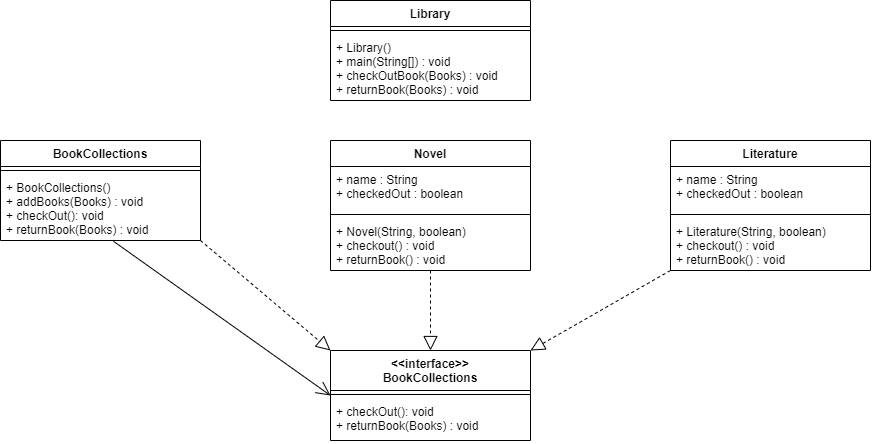 Library
+ Library()
+ main(String[]) : void
+ checkOutBook(Books) : void
+ returnBook(Books) : void
BookCollections
+ BookCollections()
+ addBooks(Books) : void
+ checkOut(): void
+ returnBook(Books) : void
Novel
+ name : String
+ checkedOut : boolean
+ Novel(String, boolean)
+ checkout() : void
+ returnBook() : void
Literature
+ name : String
+ checkedOut : boolean
+ Literature(String, boolean)
+ checkout() : void
+ returnBook() : void
<<interface>>
BookCollections
+ checkOut(): void
+ returnBook(Books) : void